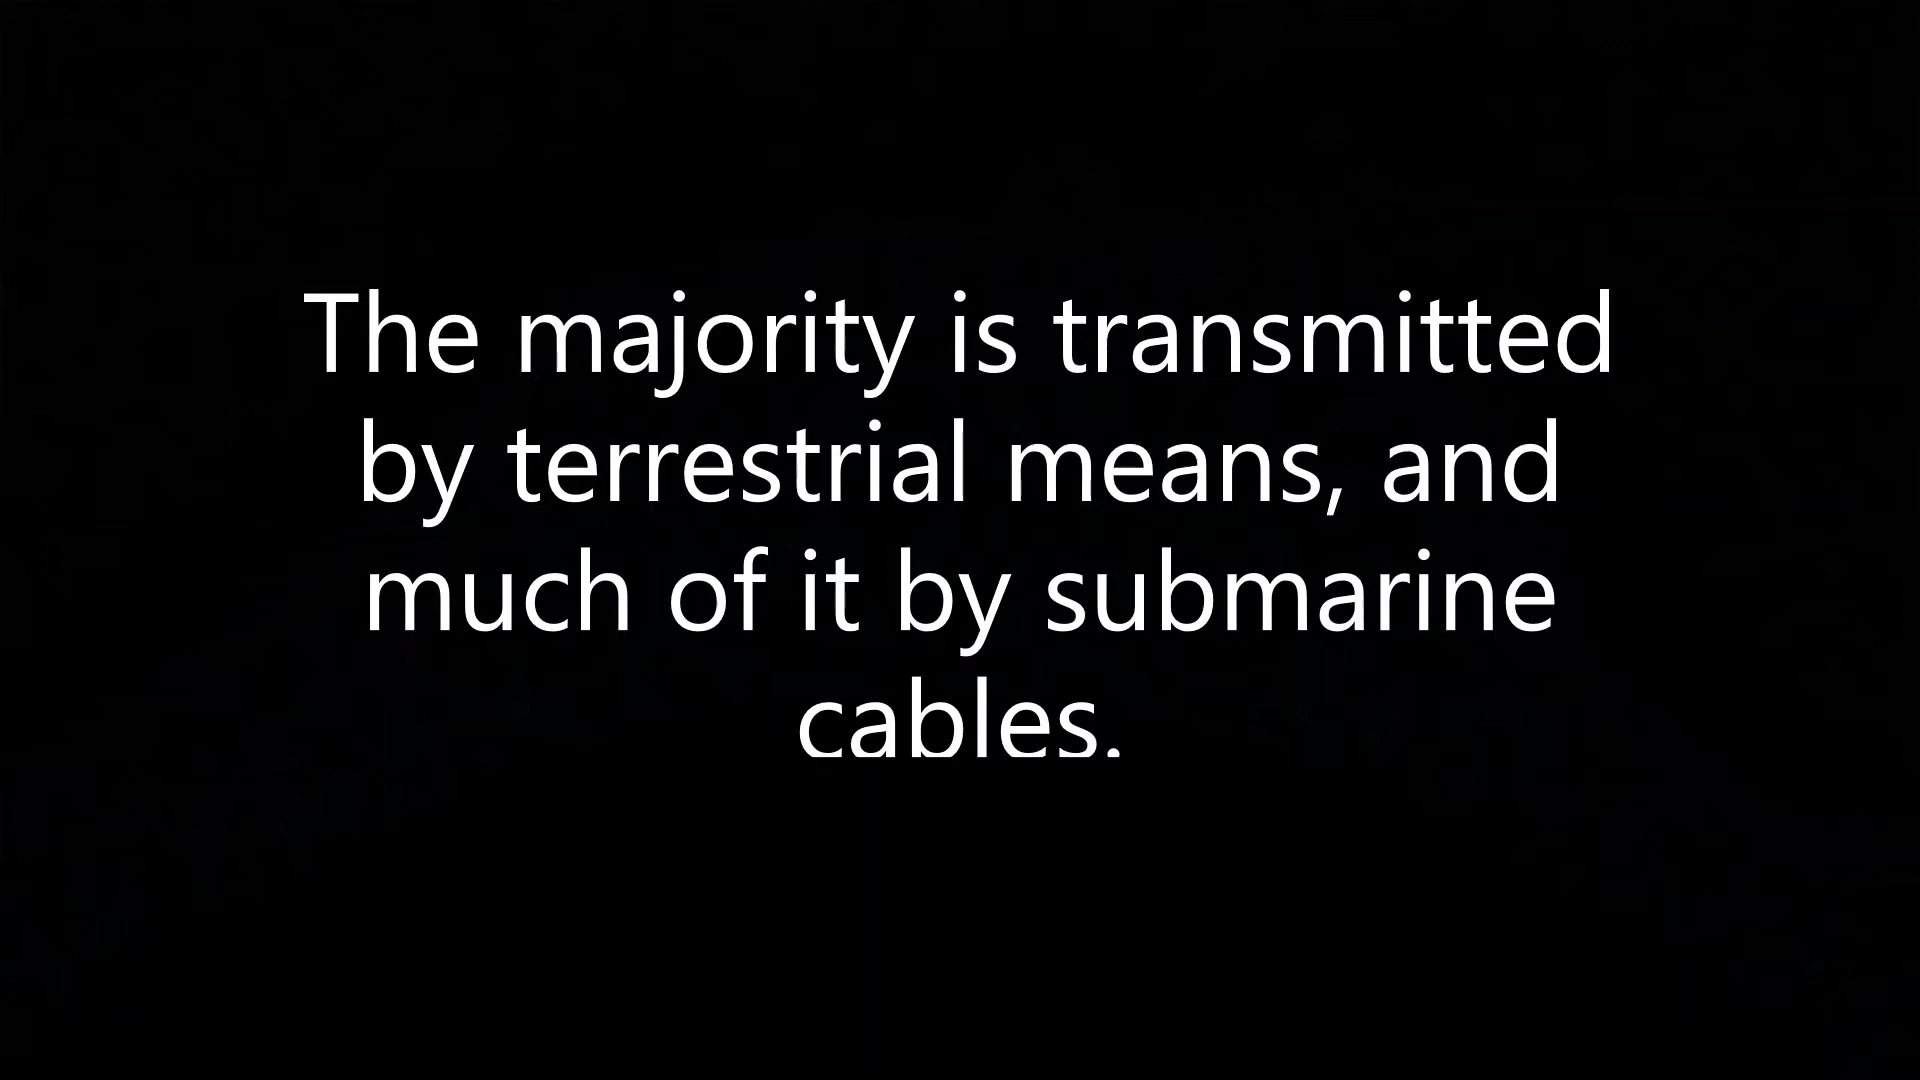 The majority is transmitted
by terrestrial means, and
much of it by submarine
cables.